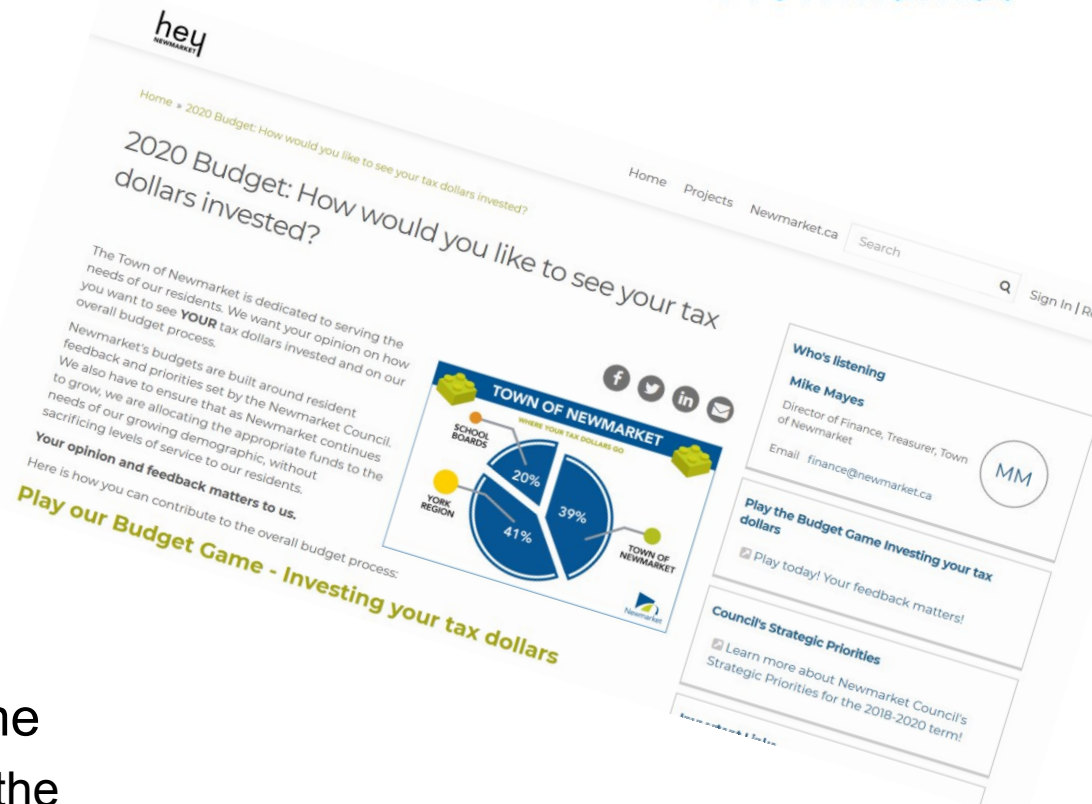 hey
NEWMARKET
Home » 2020 Budget: How would you like to see your tax dollars invested?
Home Projects Newmarket.ca Search
Sign In |
2020 Budget: How would you like to see your tax
dollars invested?
The Town of Newmarket is dedicated to serving the
needs of our residents. We want your opinion on how
you want to see YOUR tax dollars invested and on our
overall budget process.
Newmarket's budgets are built around resident
feedback and priorities set by the Newmarket Council.
We also have to ensure that as Newmarket continues
to grow, we are allocating the appropriate funds to the
needs of our growing demographic, without
sacrificing levels of service to our residents.
Your opinion and feedback matters to us.
Here is how you can contribute to the overall budget process:
Play our Budget Game - Investing your tax dollars
TOWN OF NEWMARKET
WHERE YOUR TAX DOLLARS GO
SCHOOL
BOARDS
20%
39%
YORK
REGION
41%
TOWN OF
NEWMARKET
Newmarket
Who's listening
Mike Mayes
Director of Finance, Treasurer, Town
of Newmarket
Email finance@newmarket.ca
MM
Play the Budget Game Investing your tax
dollars
Play today! Your feedback matters!
Council's Strategic Priorities
Learn more about Newmarket Council's
Strategic Priorities for the 2018-2020 term!
the